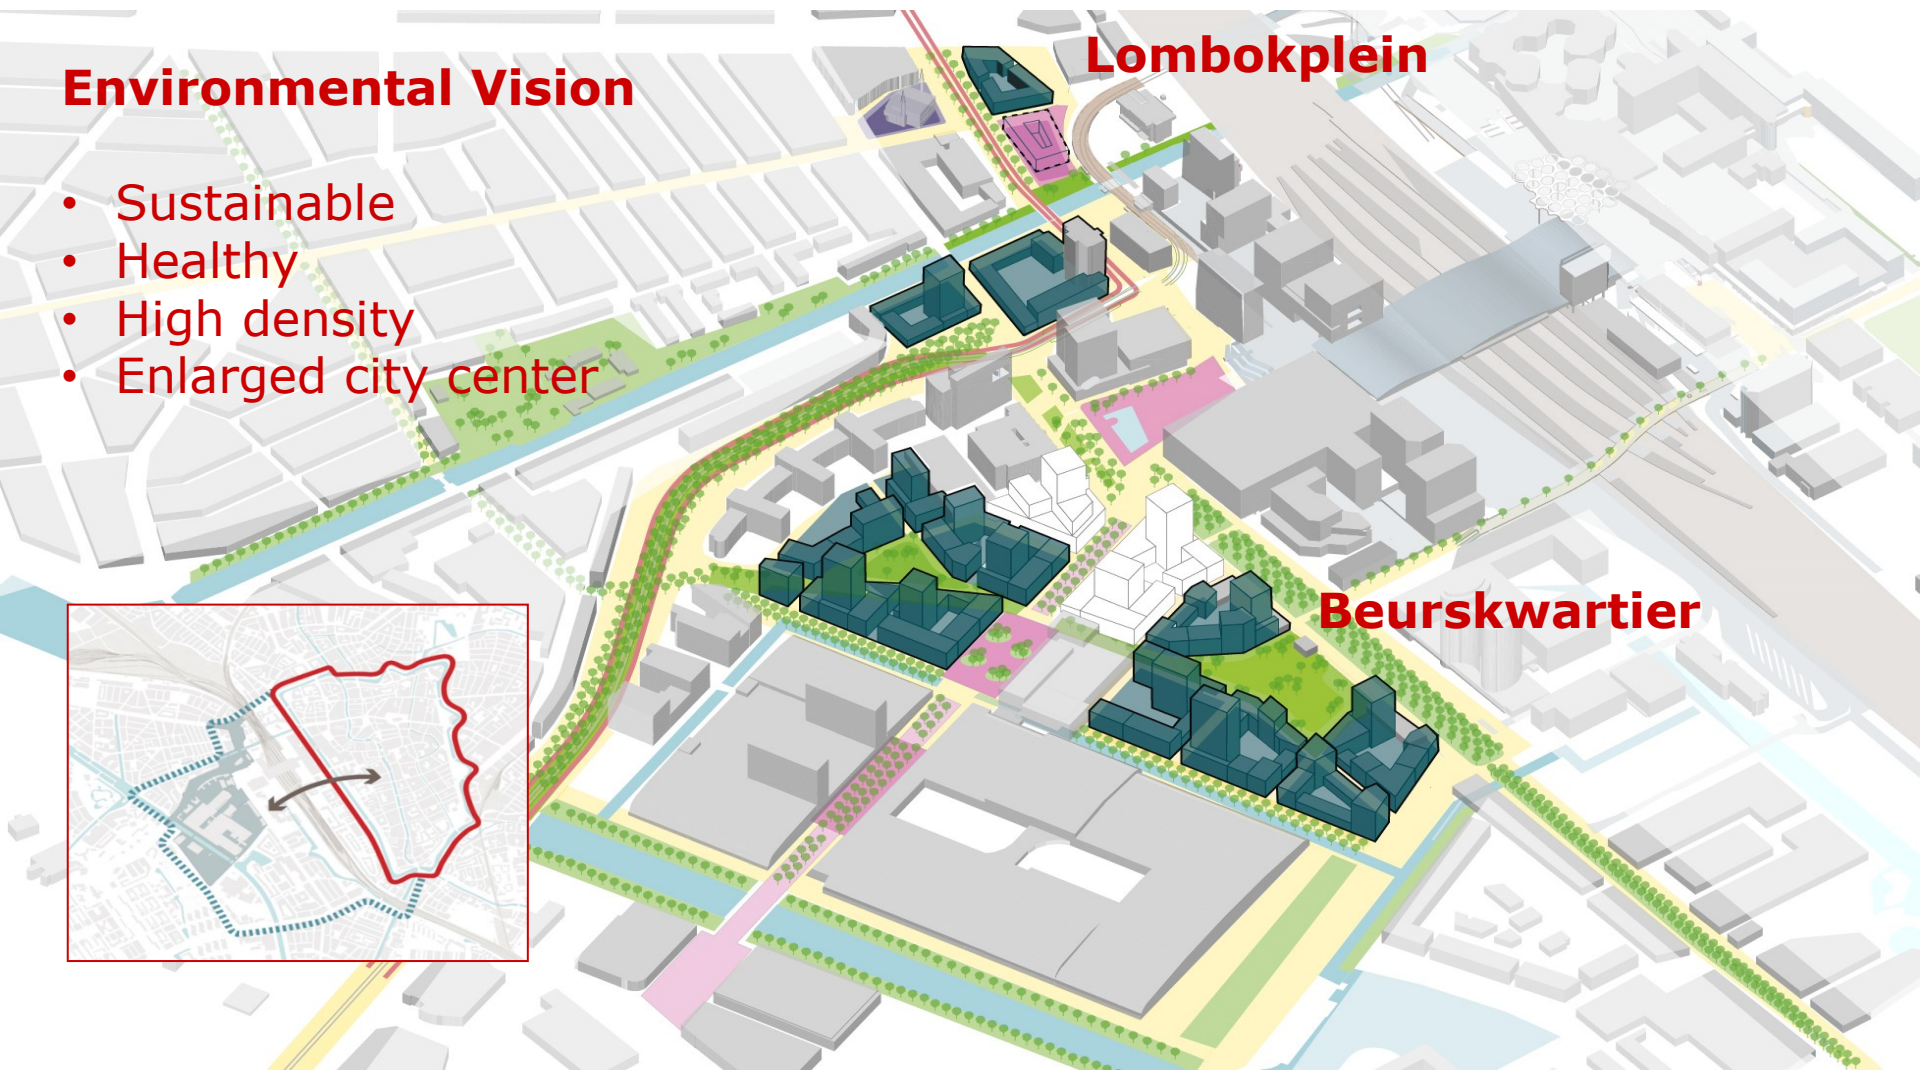 Environmental Vision
• Sustainable
• Healthy
• High density
• Enlarged city center
Lombokplein
Beurskwartier